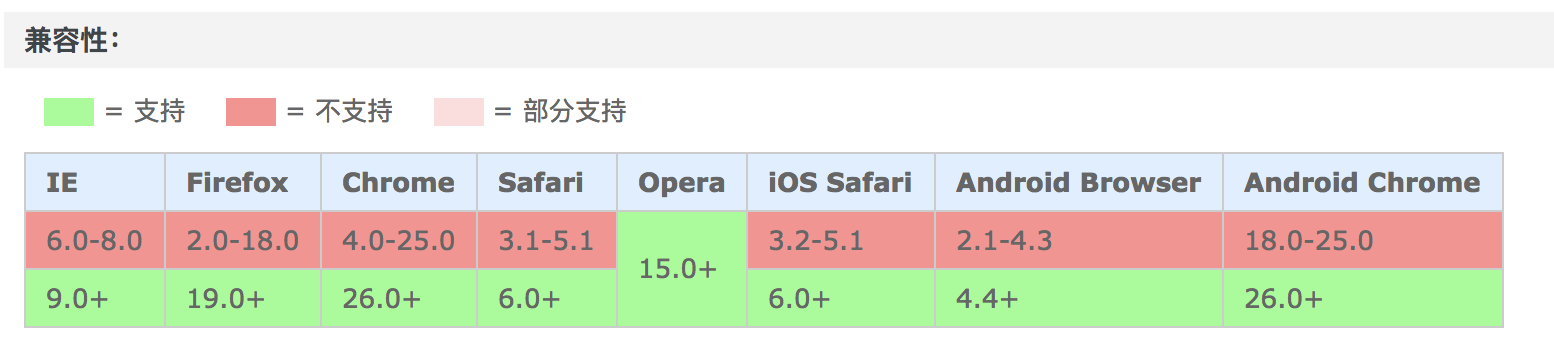 兼容性：
= 支持 = 不支持 = 部分支持
IE Firefox Chrome Safari Opera iOS Safari Android Browser Android Chrome
6.0-8.0 2.0-18.0 4.0-25.0 3.1-5.1 15.0+ 3.2-5.1 2.1-4.3 18.0-25.0
9.0+ 19.0+ 26.0+ 6.0+ 6.0+ 4.4+ 26.0+